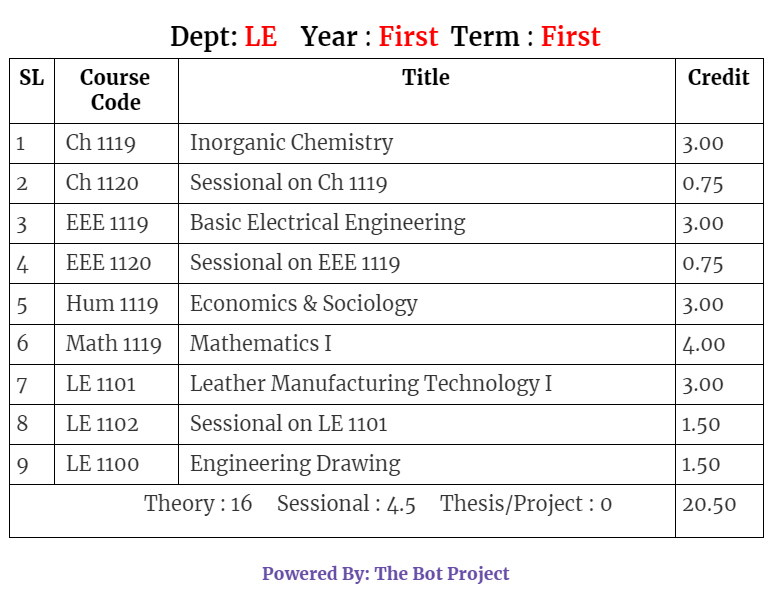 Dept: LE Year : First Term : First
SL Course Code Title Credit
1 Ch 1119 Inorganic Chemistry 3.00
2 Ch 1120 Sessional on Ch 1119 0.75
3 EEE 1119 Basic Electrical Engineering 3.00
4 EEE 1120 Sessional on EEE 1119 0.75
5 Hum 1119 Economics & Sociology 3.00
6 Math 1119 Mathematics I 4.00
7 LE 1101 Leather Manufacturing Technology I 3.00
8 LE 1102 Sessional on LE 1101 1.50
9 LE 1100 Engineering Drawing 1.50
Theory : 16 Sessional : 4.5 Thesis/Project : 0 20.50
Powered By: The Bot Project